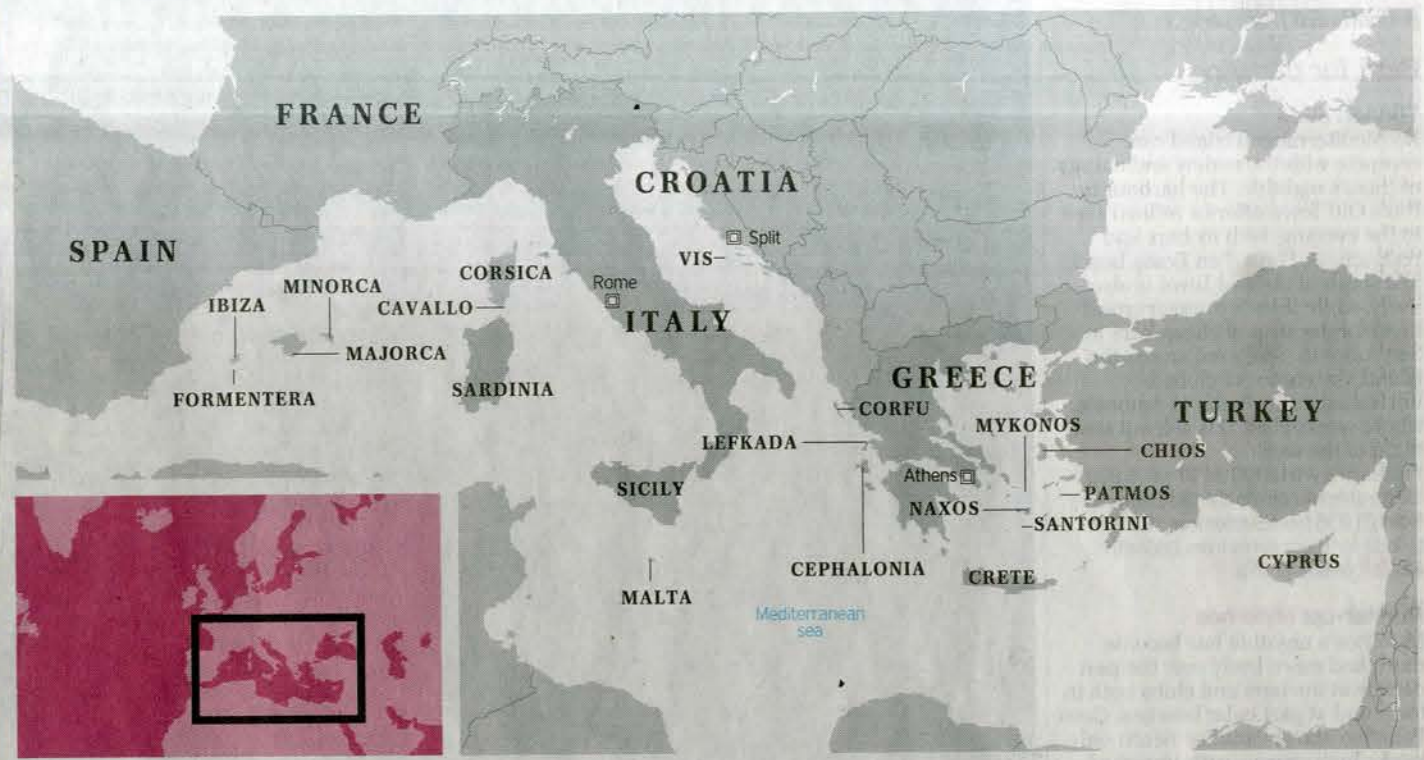 FRANCE
CROATIA
SPAIN
Split
VIS
CORSICA
MINORCA
Rome
IBIZA
CAVALLO
ITALY
MAJORCA
GREECE
SARDINIA
FORMENTERA
CORFU
TURKEY
MYKONOS
LEFKADA
CHIOS
Athens
SICILY
PATMOS
NAXOS
SANTORINI
CYPRUS
CEPHALONIA
CRETE
MALTA
Mediterranean
sea